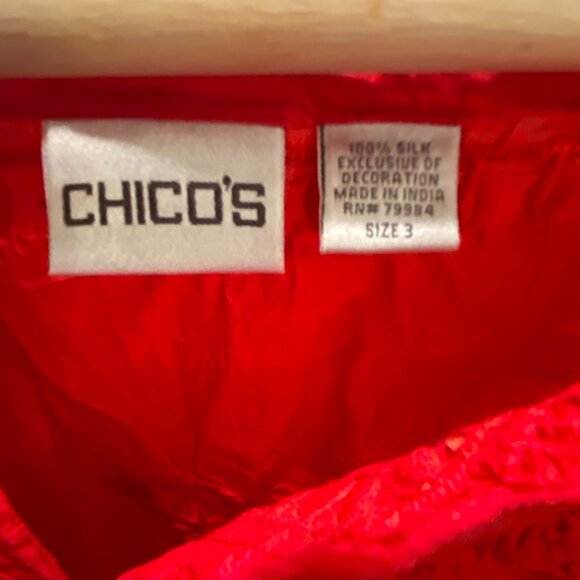 CHICO'S
100% SILK
EXCLUSIVE OF
DECORATION
MADE IN INDIA
RN# 79984
SIZE 3